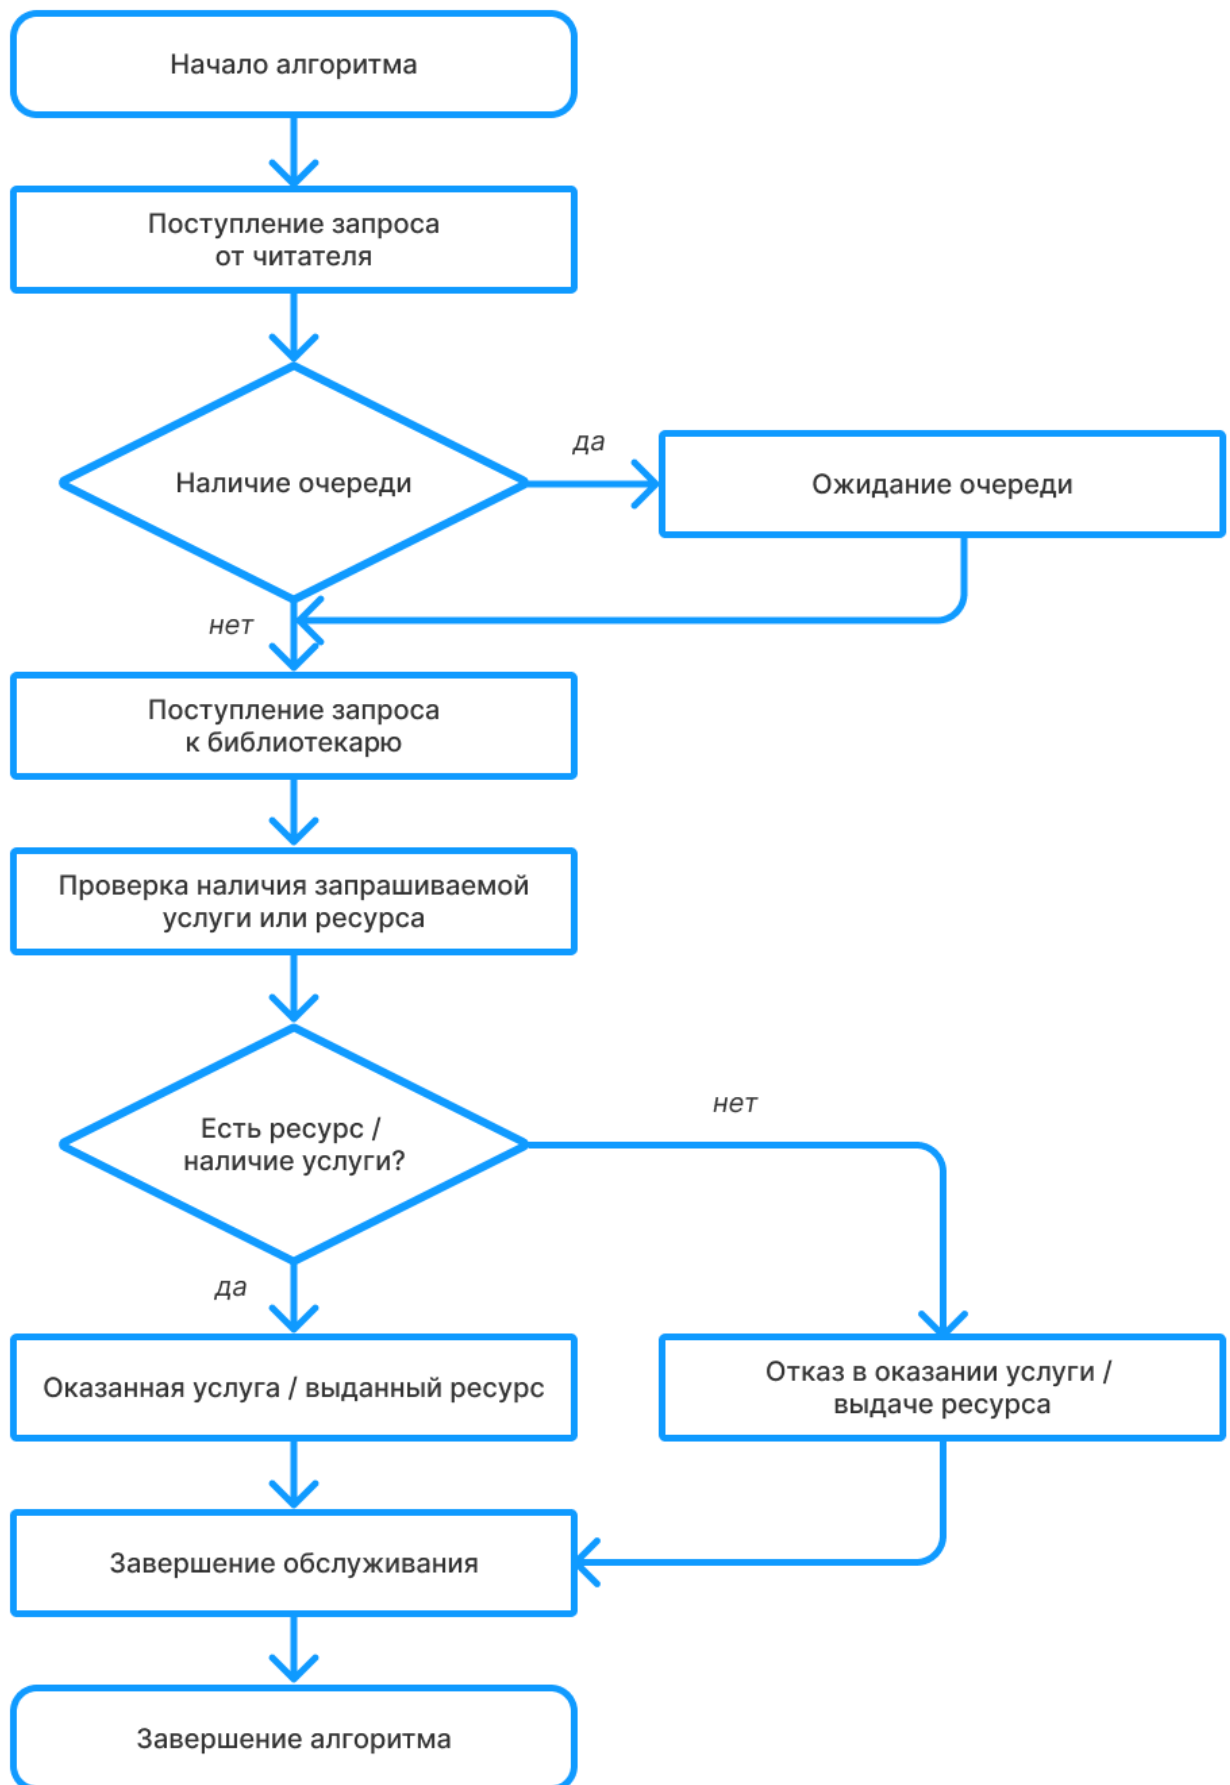 Начало алгоритма
Поступление запроса
от читателя
Наличие очереди
да
Ожидание очереди
нет
Поступление запроса
к библиотекарю
Проверка наличия запрашиваемой
услуги или ресурса
Есть ресурс /
наличие услуги?
нет
да
Оказанная услуга / выданный ресурс
Отказ в оказании услуги /
выдаче ресурса
Завершение обслуживания
Завершение алгоритма